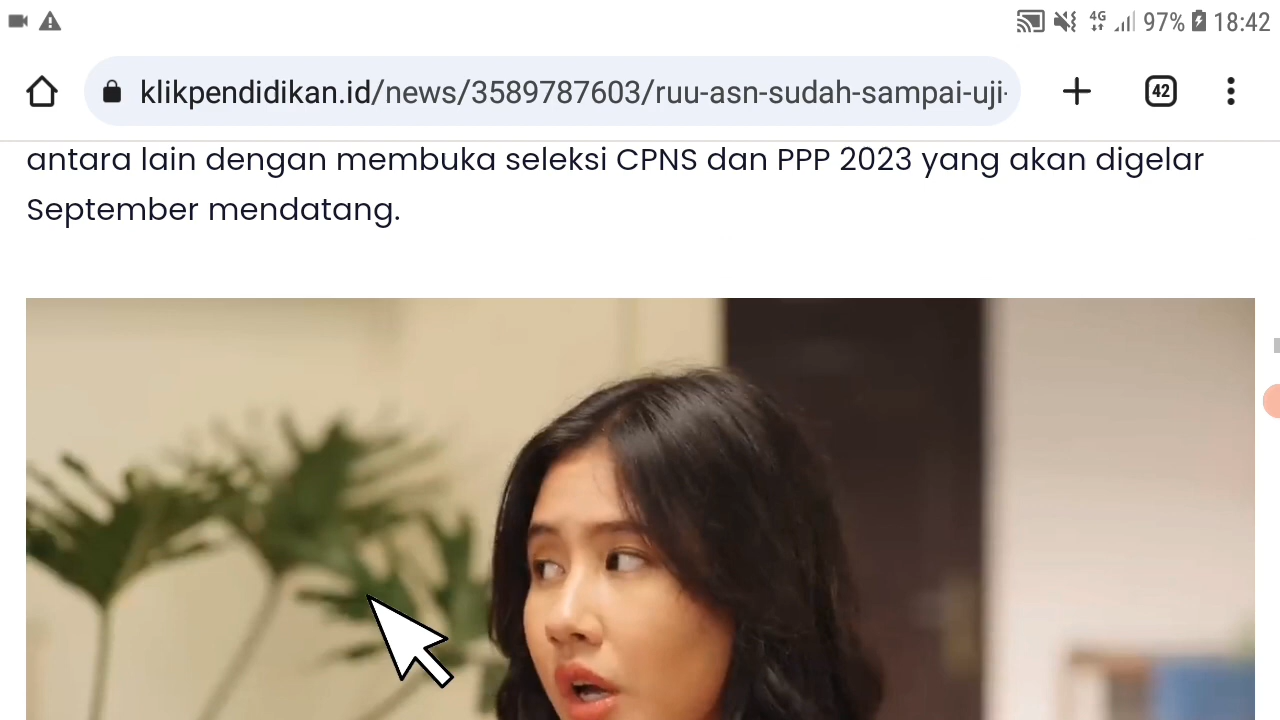 4G 97% 18:42
klikpendidikan.id/news/3589787603/ruu-asn-sudah-sampai-uji-
42
antara lain dengan membuka seleksi CPNS dan PPP 2023 yang akan digelar
September mendatang.